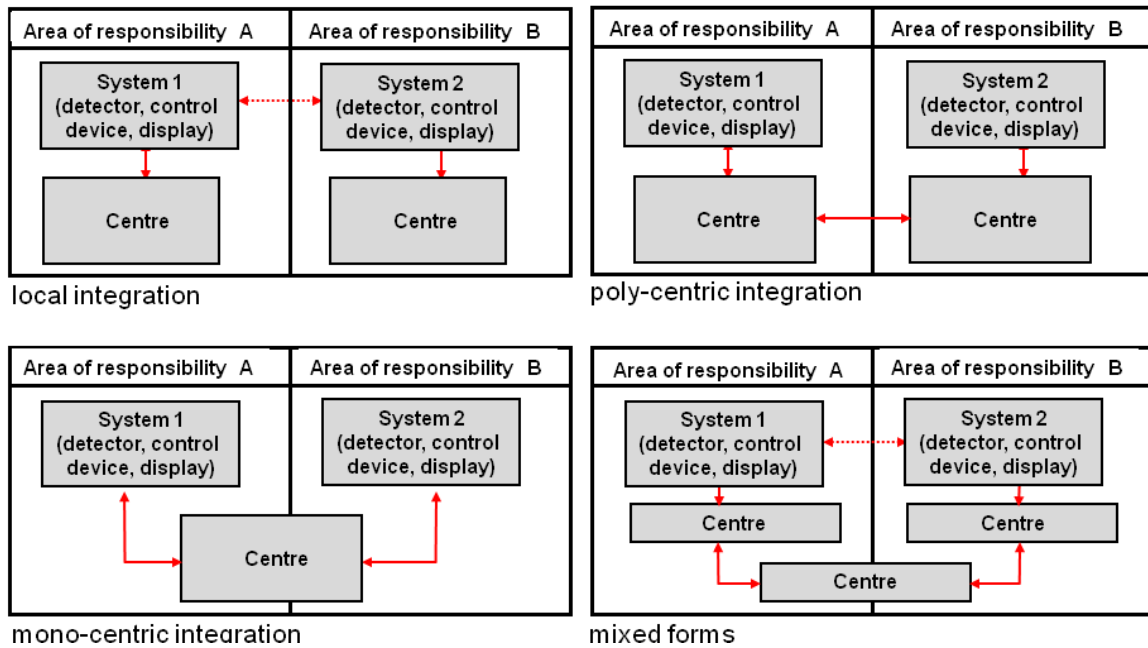 Area of responsibility A
Area of responsibility B
System 1
(detector, control
device, display)
System 2
(detector, control
device, display)
Centre
Centre
local integration
Area of responsibility A
Area of responsibility B
System 1
(detector, control
device, display)
System 2
(detector, control
device, display)
Centre
Centre
poly-centric integration
Area of responsibility A
Area of responsibility B
System 1
(detector, control
device, display)
System 2
(detector, control
device, display)
Centre
mono-centric integration
Area of responsibility A
Area of responsibility B
System 1
(detector, control
device, display)
System 2
(detector, control
device, display)
Centre
Centre
Centre
mixed forms